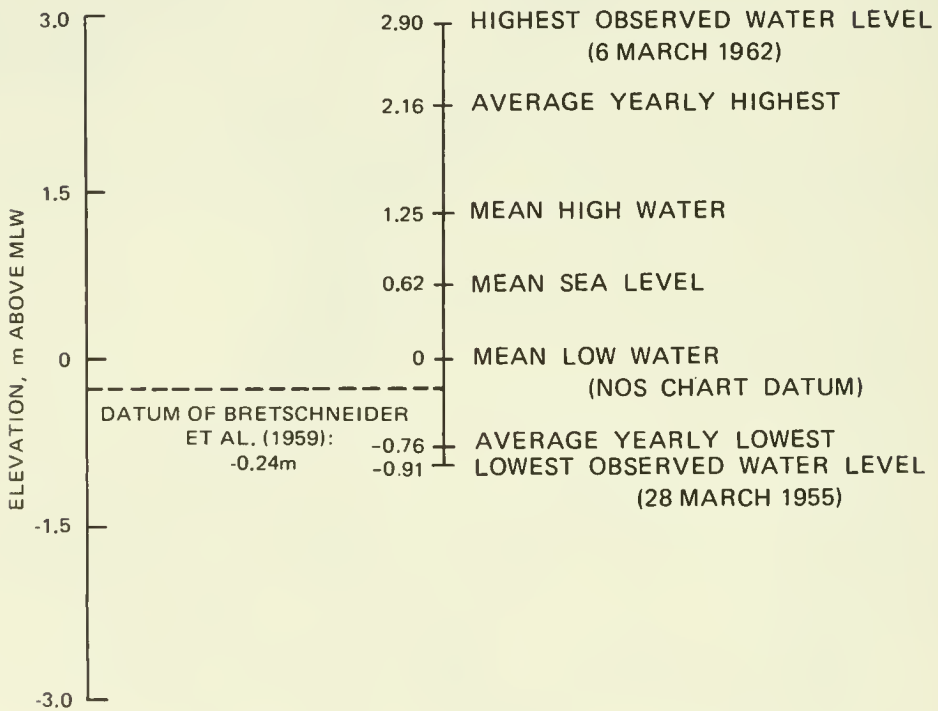 3.0
2.90 HIGHEST OBSERVED WATER LEVEL
(6 MARCH 1962)
2.16 AVERAGE YEARLY HIGHEST
1.5
1.25 MEAN HIGH WATER
0.62 MEAN SEA LEVEL
ELEVATION, m ABOVE MLW
0
0 MEAN LOW WATER
(NOS CHART DATUM)
DATUM OF BRETSCHNEIDER
ET AL. (1959):
-0.24m
-0.76 AVERAGE YEARLY LOWEST
-0.91 LOWEST OBSERVED WATER LEVEL
(28 MARCH 1955)
-1.5
-3.0